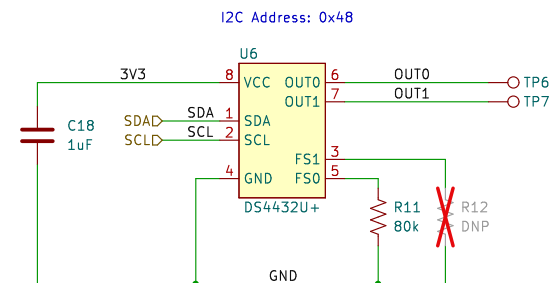 I2C Address: 0x48
U6
3V3
8 VCC OUT0 6 OUT0 TP6
OUT1 7 OUT1 TP7
C18
1uF
SDA SDA 1 SDA
SCL SCL 2 SCL
FS1 3
4 GND FS0 5
DS4432U+
R11
80k
R12
DNP
GND